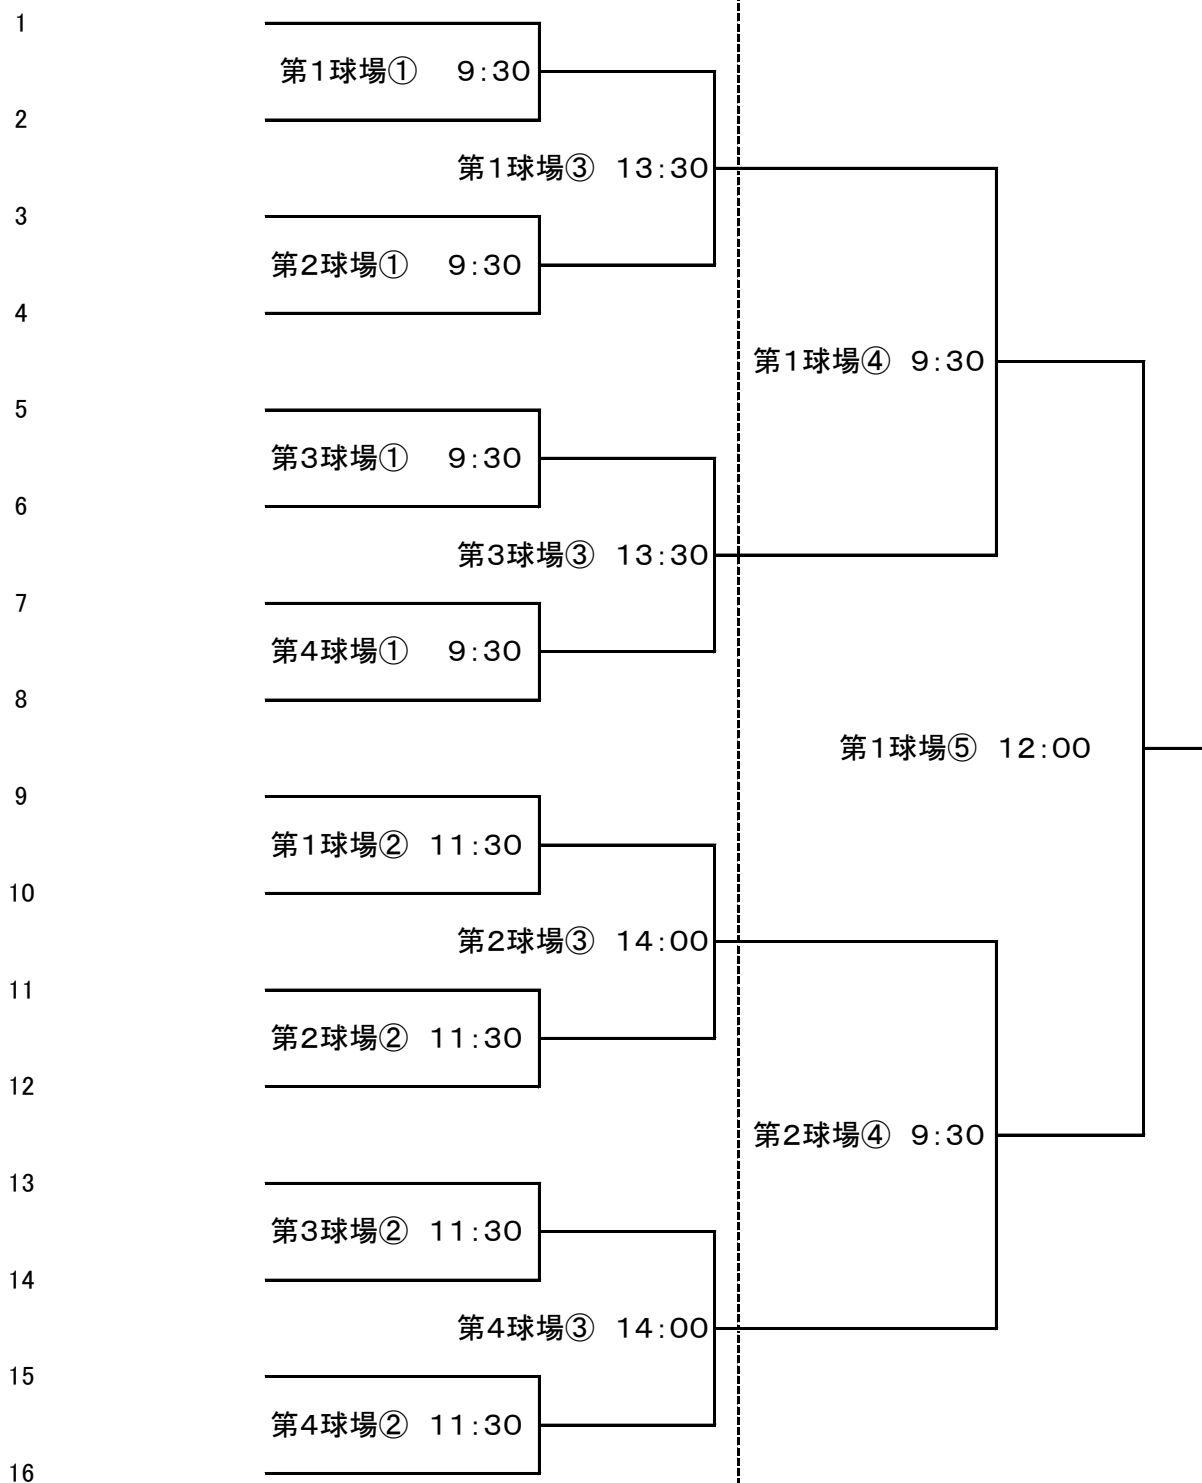 1
第1球場① 9:30
2
第1球場③ 13:30
3
第2球場① 9:30
4
第1球場④ 9:30
5
第3球場① 9:30
6
第3球場③ 13:30
7
第4球場① 9:30
8
第1球場⑤ 12:00
9
第1球場② 11:30
10
第2球場③ 14:00
11
第2球場② 11:30
12
第2球場④ 9:30
13
第3球場② 11:30
14
第4球場③ 14:00
15
第4球場② 11:30
16